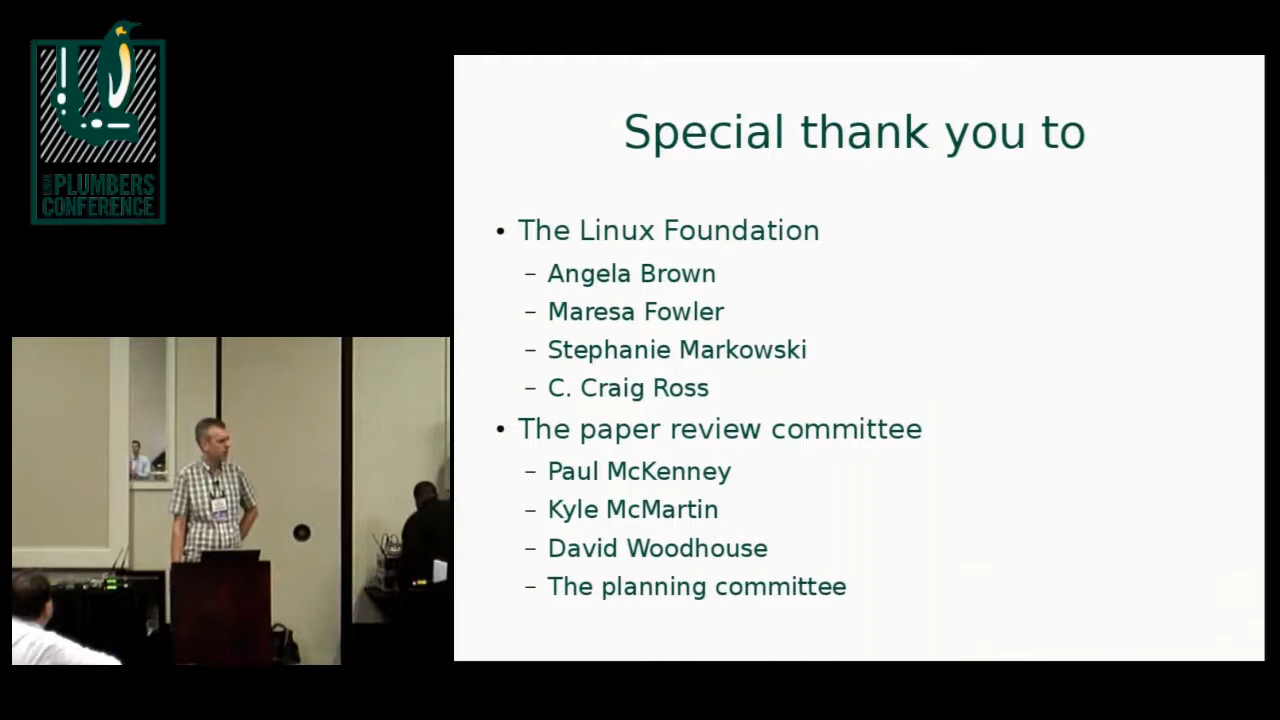 LINUX
PLUMBERS
CONFERENCE
Special thank you to
• The Linux Foundation
– Angela Brown
– Maresa Fowler
– Stephanie Markowski
– C. Craig Ross
• The paper review committee
– Paul McKenney
– Kyle McMartin
– David Woodhouse
– The planning committee